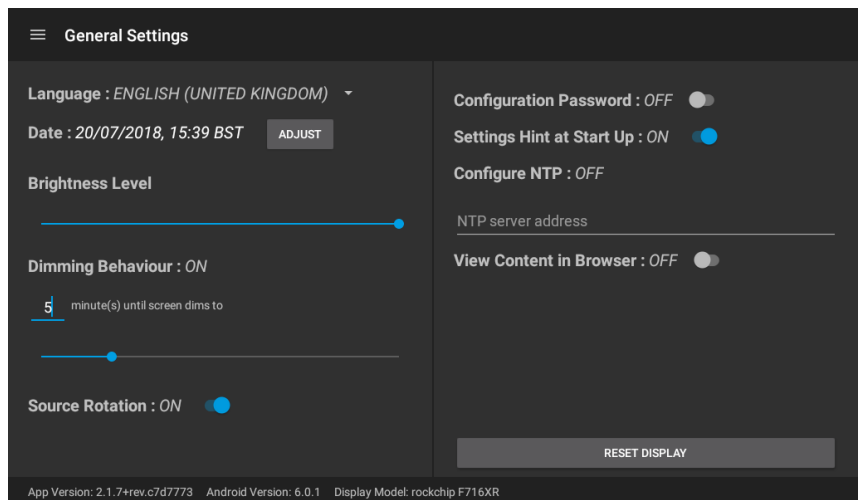 General Settings
Language : ENGLISH (UNITED KINGDOM)
Date : 20/07/2018, 15:39 BST
ADJUST
Brightness Level
Dimming Behaviour : ON
5 minute(s) until screen dims to
Source Rotation : ON
Configuration Password : OFF
Settings Hint at Start Up : ON
Configure NTP : OFF
NTP server address
View Content in Browser : OFF
RESET DISPLAY
App Version: 2.1.7+rev.c7d7773 Android Version: 6.0.1 Display Model: rockchip F716XR